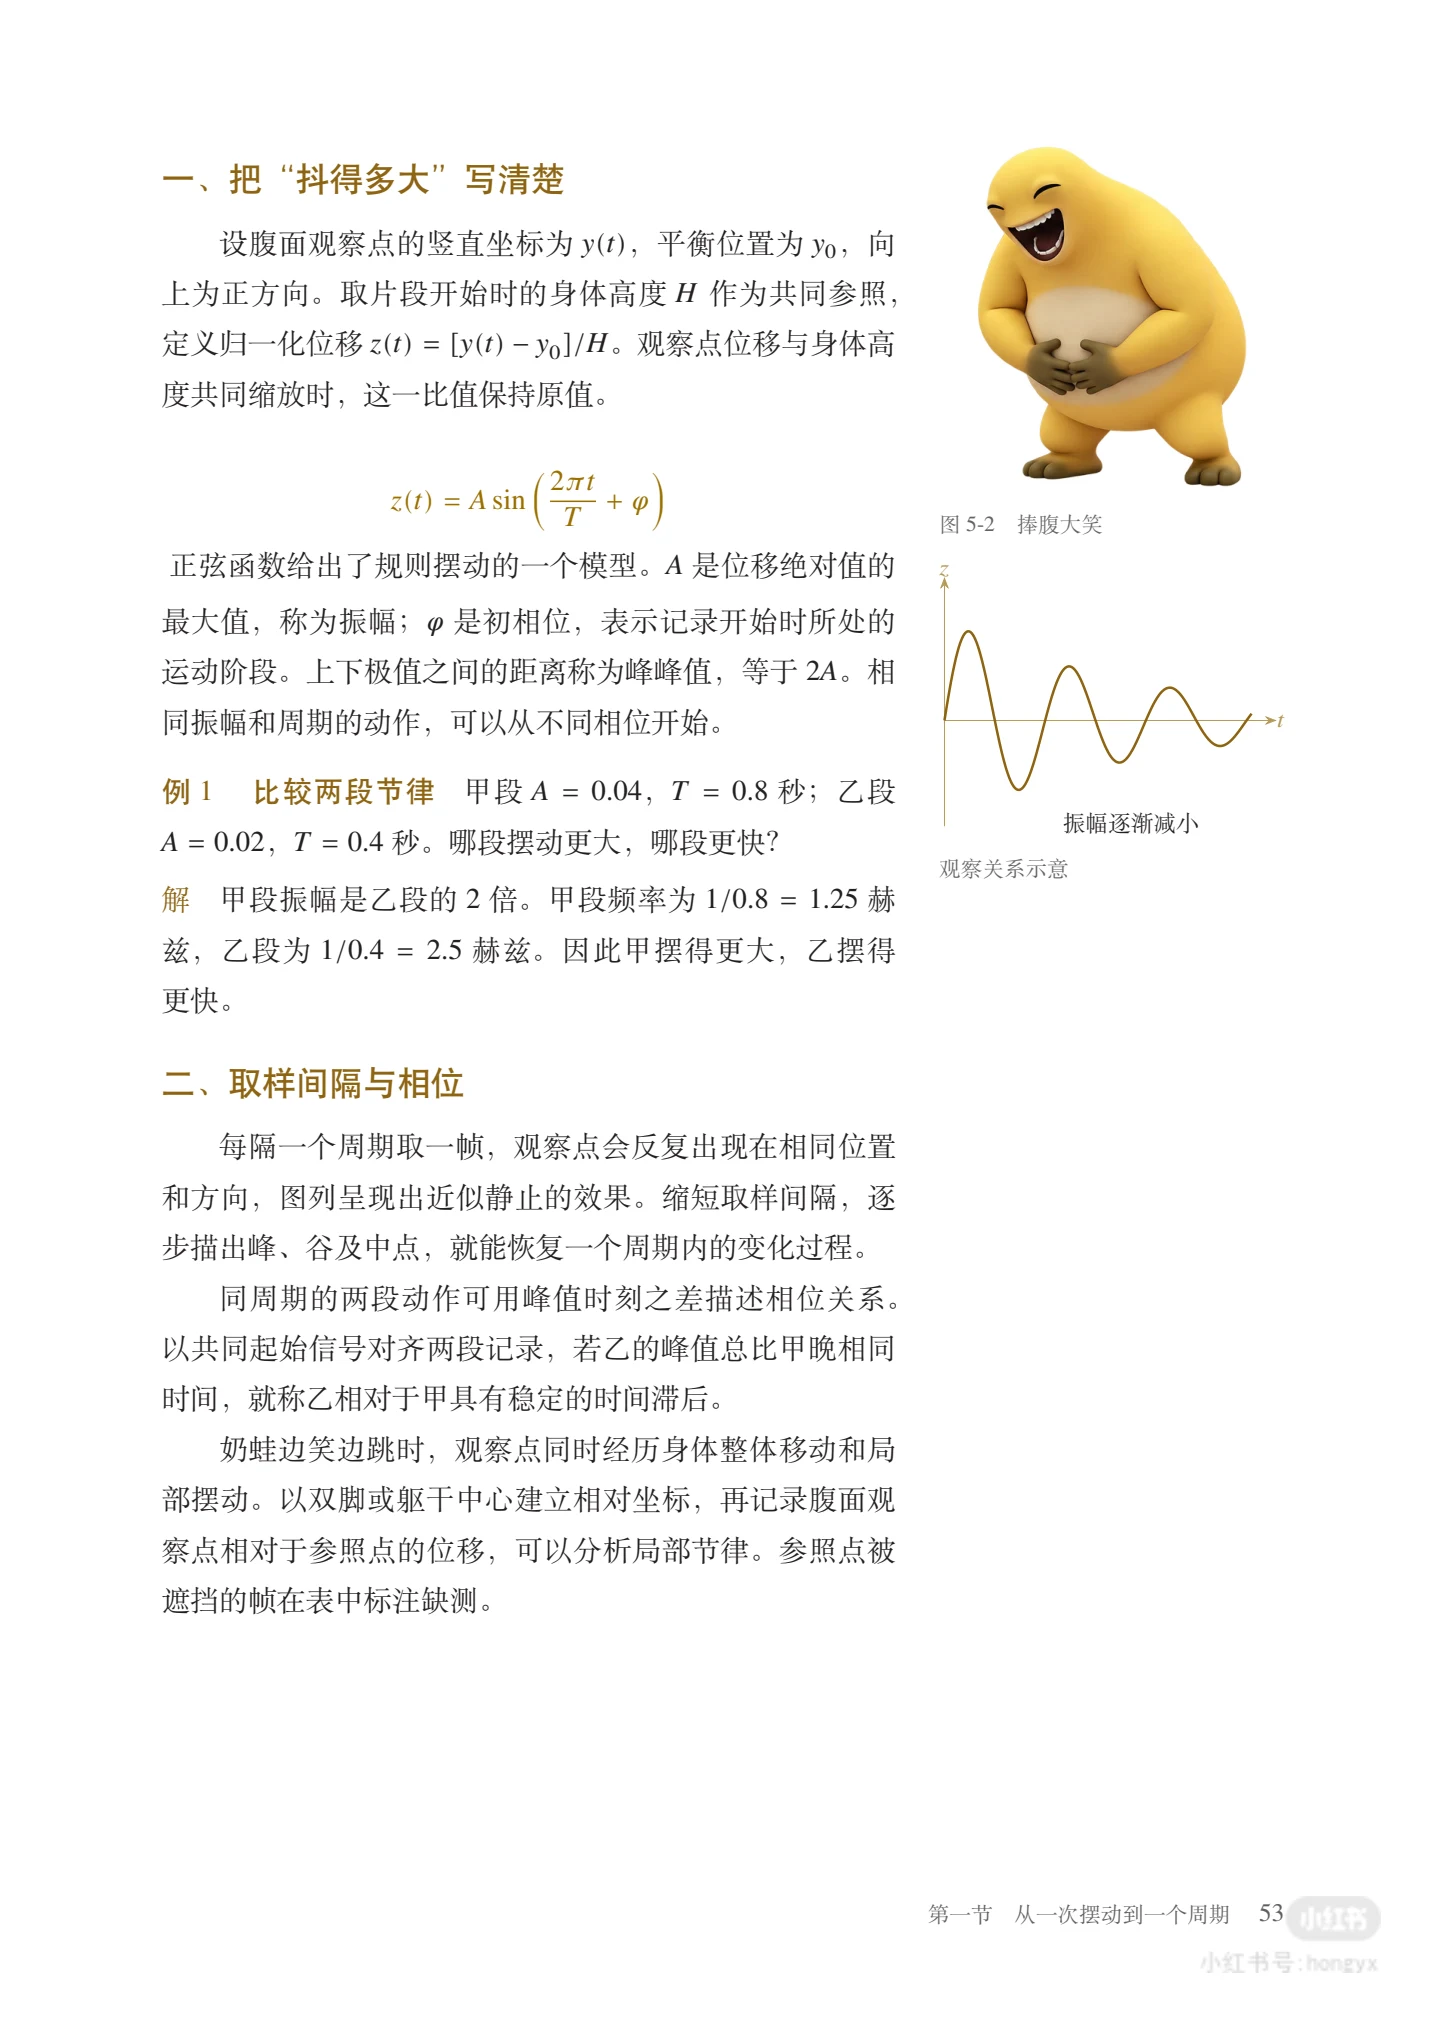 一、把“抖得多大”写清楚
设腹面观察点的竖直坐标为 y(t)，平衡位置为 y₀，向
上为正方向。取片段开始时的身体高度 H 作为共同参照，
定义归一化位移 z(t) = [y(t) − y₀]/H。观察点位移与身体高
度共同缩放时，这一比值保持原值。
z(t) = A sin(2πt/T + φ)
正弦函数给出了规则摆动的一个模型。A 是位移绝对值的
最大值，称为振幅；φ 是初相位，表示记录开始时所处的
运动阶段。上下极值之间的距离称为峰峰值，等于 2A。相
同振幅和周期的动作，可以从不同相位开始。
例 1 比较两段节律 甲段 A = 0.04，T = 0.8 秒；乙段
A = 0.02，T = 0.4 秒。哪段摆动更大，哪段更快？
解 甲段振幅是乙段的 2 倍。甲段频率为 1/0.8 = 1.25 赫
兹，乙段为 1/0.4 = 2.5 赫兹。因此甲摆得更大，乙摆得
更快。
二、取样间隔与相位
每隔一个周期取一帧，观察点会反复出现在相同位置
和方向，图列呈现出近似静止的效果。缩短取样间隔，逐
步描出峰、谷及中点，就能恢复一个周期内的变化过程。
同周期的两段动作可用峰值时刻之差描述相位关系。
以共同起始信号对齐两段记录，若乙的峰值总比甲晚相同
时间，就称乙相对于甲具有稳定的时间滞后。
奶蛙边笑边跳时，观察点同时经历身体整体移动和局
部摆动。以双脚或躯干中心建立相对坐标，再记录腹面观
察点相对于参照点的位移，可以分析局部节律。参照点被
遮挡的帧在表中标注缺测。
图 5-2 捧腹大笑
z
t
振幅逐渐减小
观察关系示意
第一节 从一次摆动到一个周期 53
小红书
小红书号:hongyx